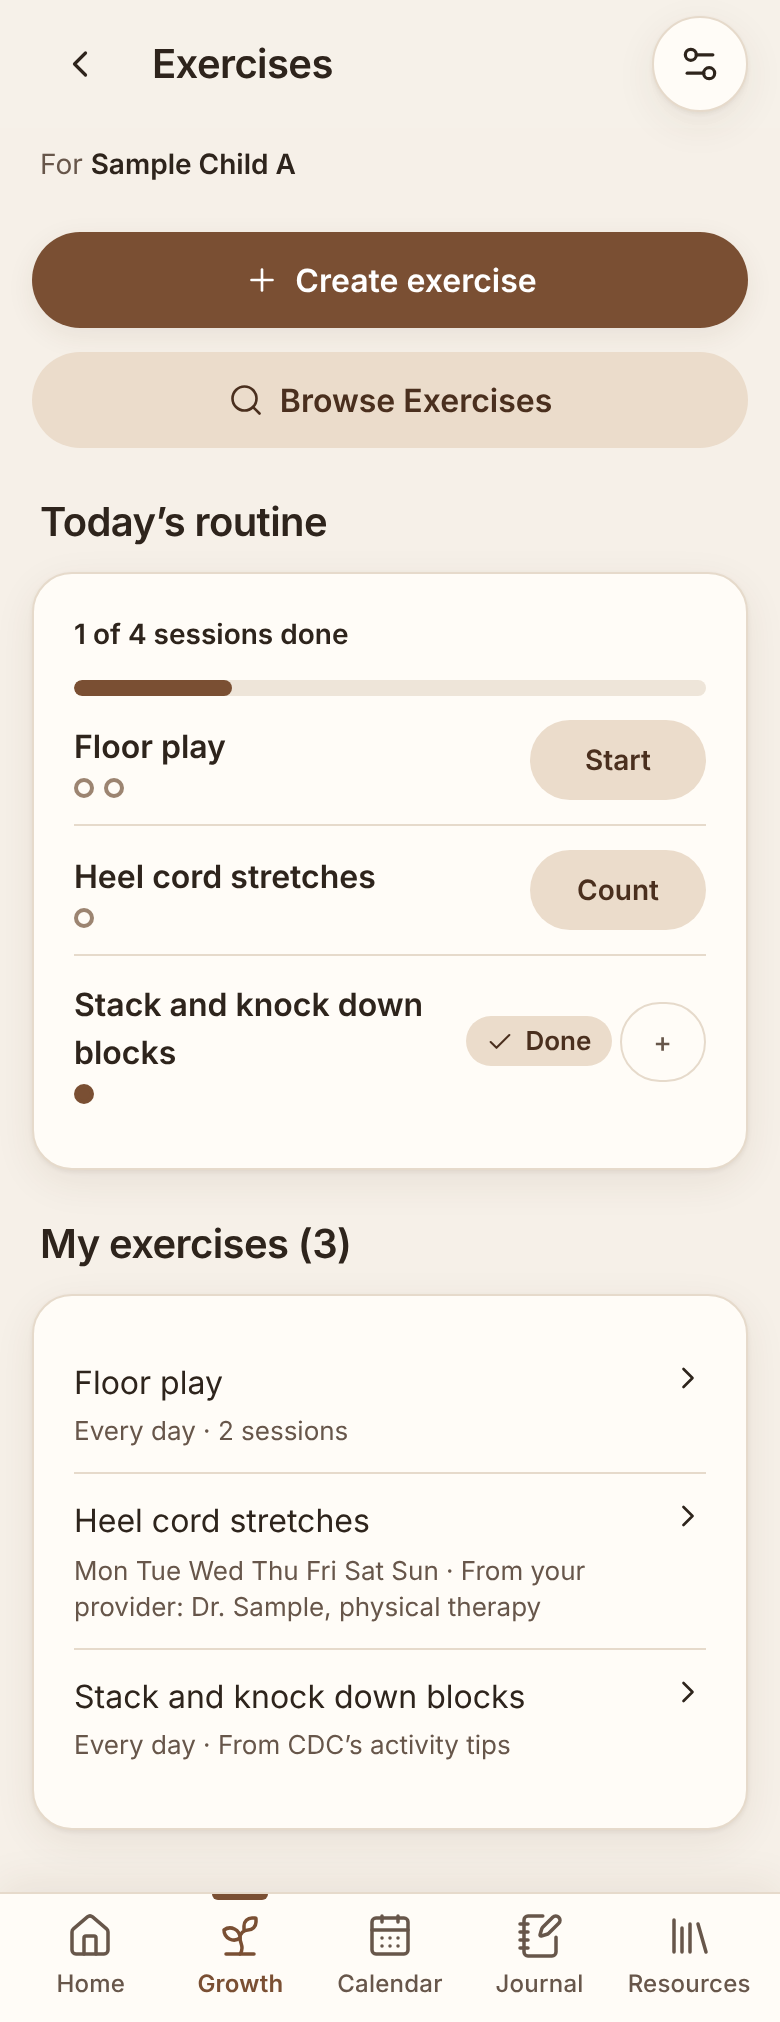 Exercises
For Sample Child A
+ Create exercise
Browse Exercises
Today’s routine
1 of 4 sessions done
Floor play
Start
Heel cord stretches
Count
Stack and knock down
blocks
Done
+
My exercises (3)
Floor play
Every day · 2 sessions
Heel cord stretches
Mon Tue Wed Thu Fri Sat Sun · From your
provider: Dr. Sample, physical therapy
Stack and knock down blocks
Every day · From CDC’s activity tips
Home
Growth
Calendar
Journal
Resources